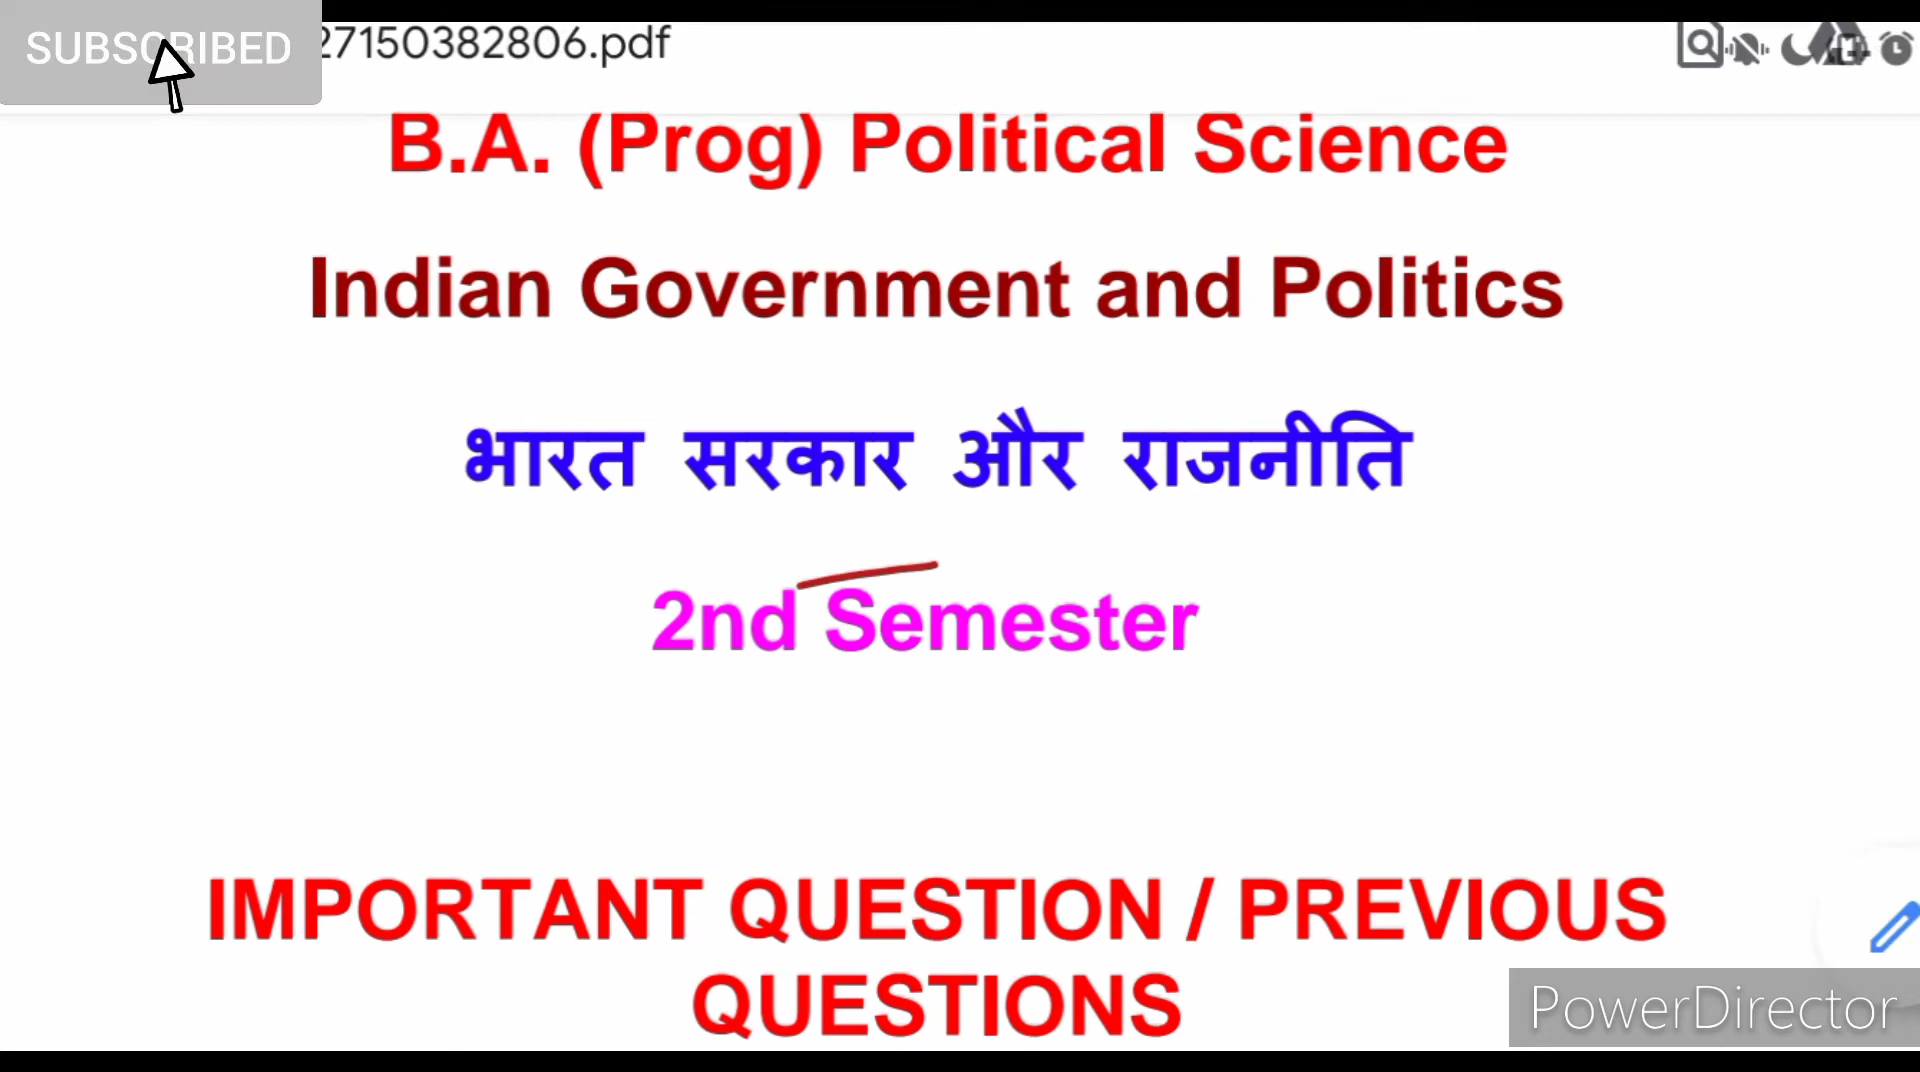 SUBSCRIBED 27150382806.pdf
B.A. (Prog) Political Science
Indian Government and Politics
भारत सरकार और राजनीति
2nd Semester
IMPORTANT QUESTION / PREVIOUS
QUESTIONS
PowerDirector